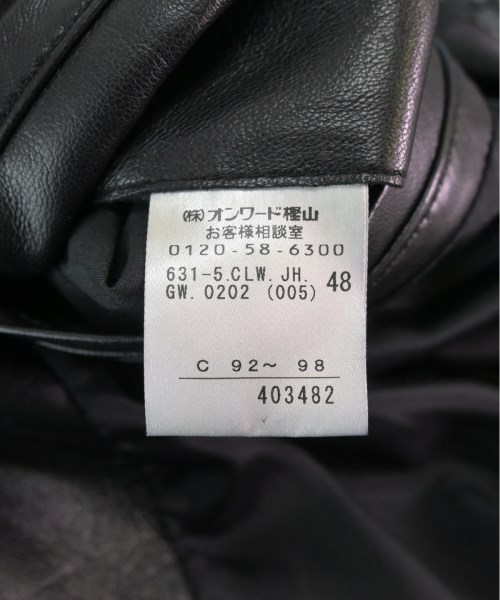 (株)オンワード樫山
お客様相談室
0120-58-6300
631-5.CLW.JH. 48
GW.0202 (005)
C 92～ 98
403482